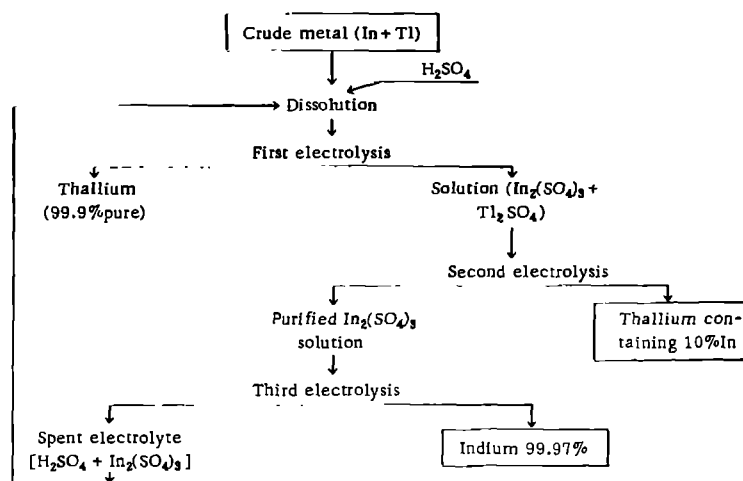 Crude metal (In + Tl)
H₂SO₄
Dissolution
First electrolysis
Thallium
(99.9% pure)
Solution (In₂(SO₄)₃ +
Tl₂SO₄)
Second electrolysis
Purified In₂(SO₄)₃
solution
Thallium con-
taining 10% In
Third electrolysis
Spent electrolyte
[H₂SO₄ + In₂(SO₄)₃]
Indium 99.97%